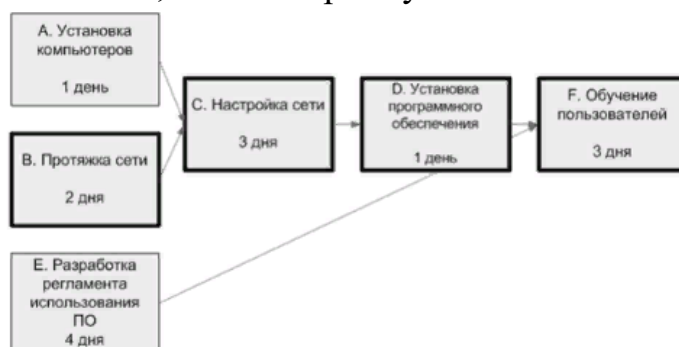 A. Установка
компьютеров
1 день
B. Протяжка сети
2 дня
C. Настройка сети
3 дня
D. Установка
программного
обеспечения
1 день
F. Обучение
пользователей
3 дня
E. Разработка
регламента
использования
ПО
4 дня